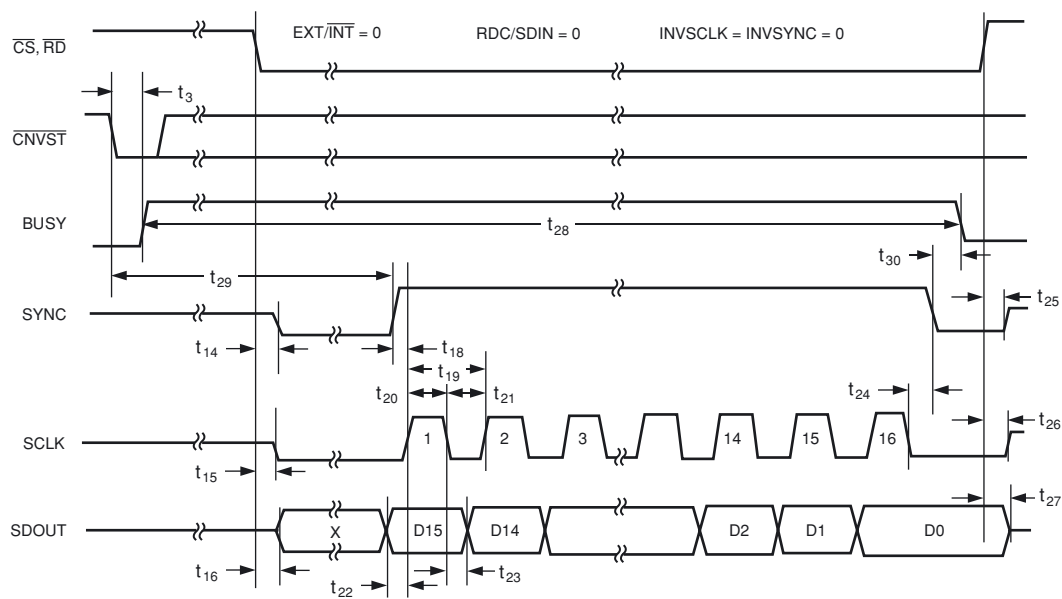 EXT/INT = 0 RDC/SDIN = 0 INVSCLK = INVSYNC = 0
CS, RD
t3
CNVST
BUSY
t28
t30
t29
t25
SYNC
t14
t18
t19
t20
t21
t24
t26
SCLK
1 2 3 14 15 16
t15
t27
SDOUT
X D15 D14 D2 D1 D0
t16
t22
t23